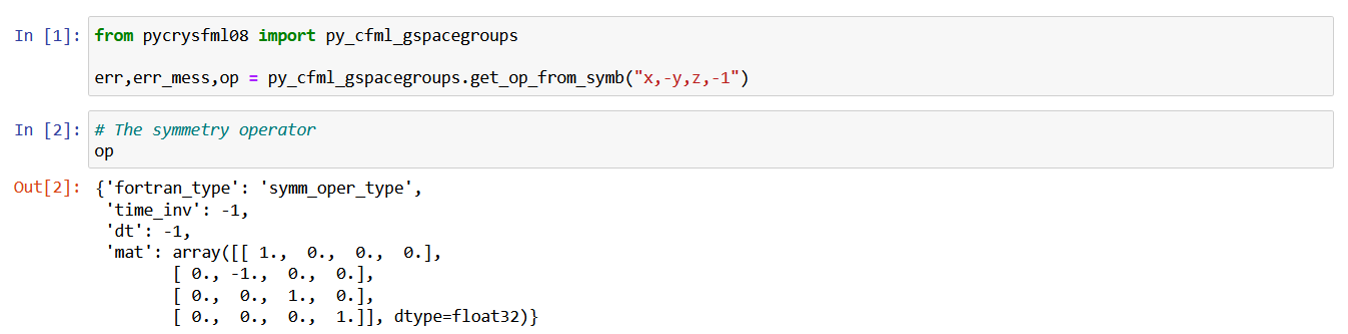 In [1]: from pycrysfml08 import py_cfml_gspacegroups
err,err_mess,op = py_cfml_gspacegroups.get_op_from_symb("x,-y,z,-1")
In [2]: # The symmetry operator
op
Out[2]: {'fortran_type': 'symm_oper_type',
'time_inv': -1,
'dt': -1,
'mat': array([[ 1.,  0.,  0.,  0.],
[ 0., -1.,  0.,  0.],
[ 0.,  0.,  1.,  0.],
[ 0.,  0.,  0.,  1.]], dtype=float32)}